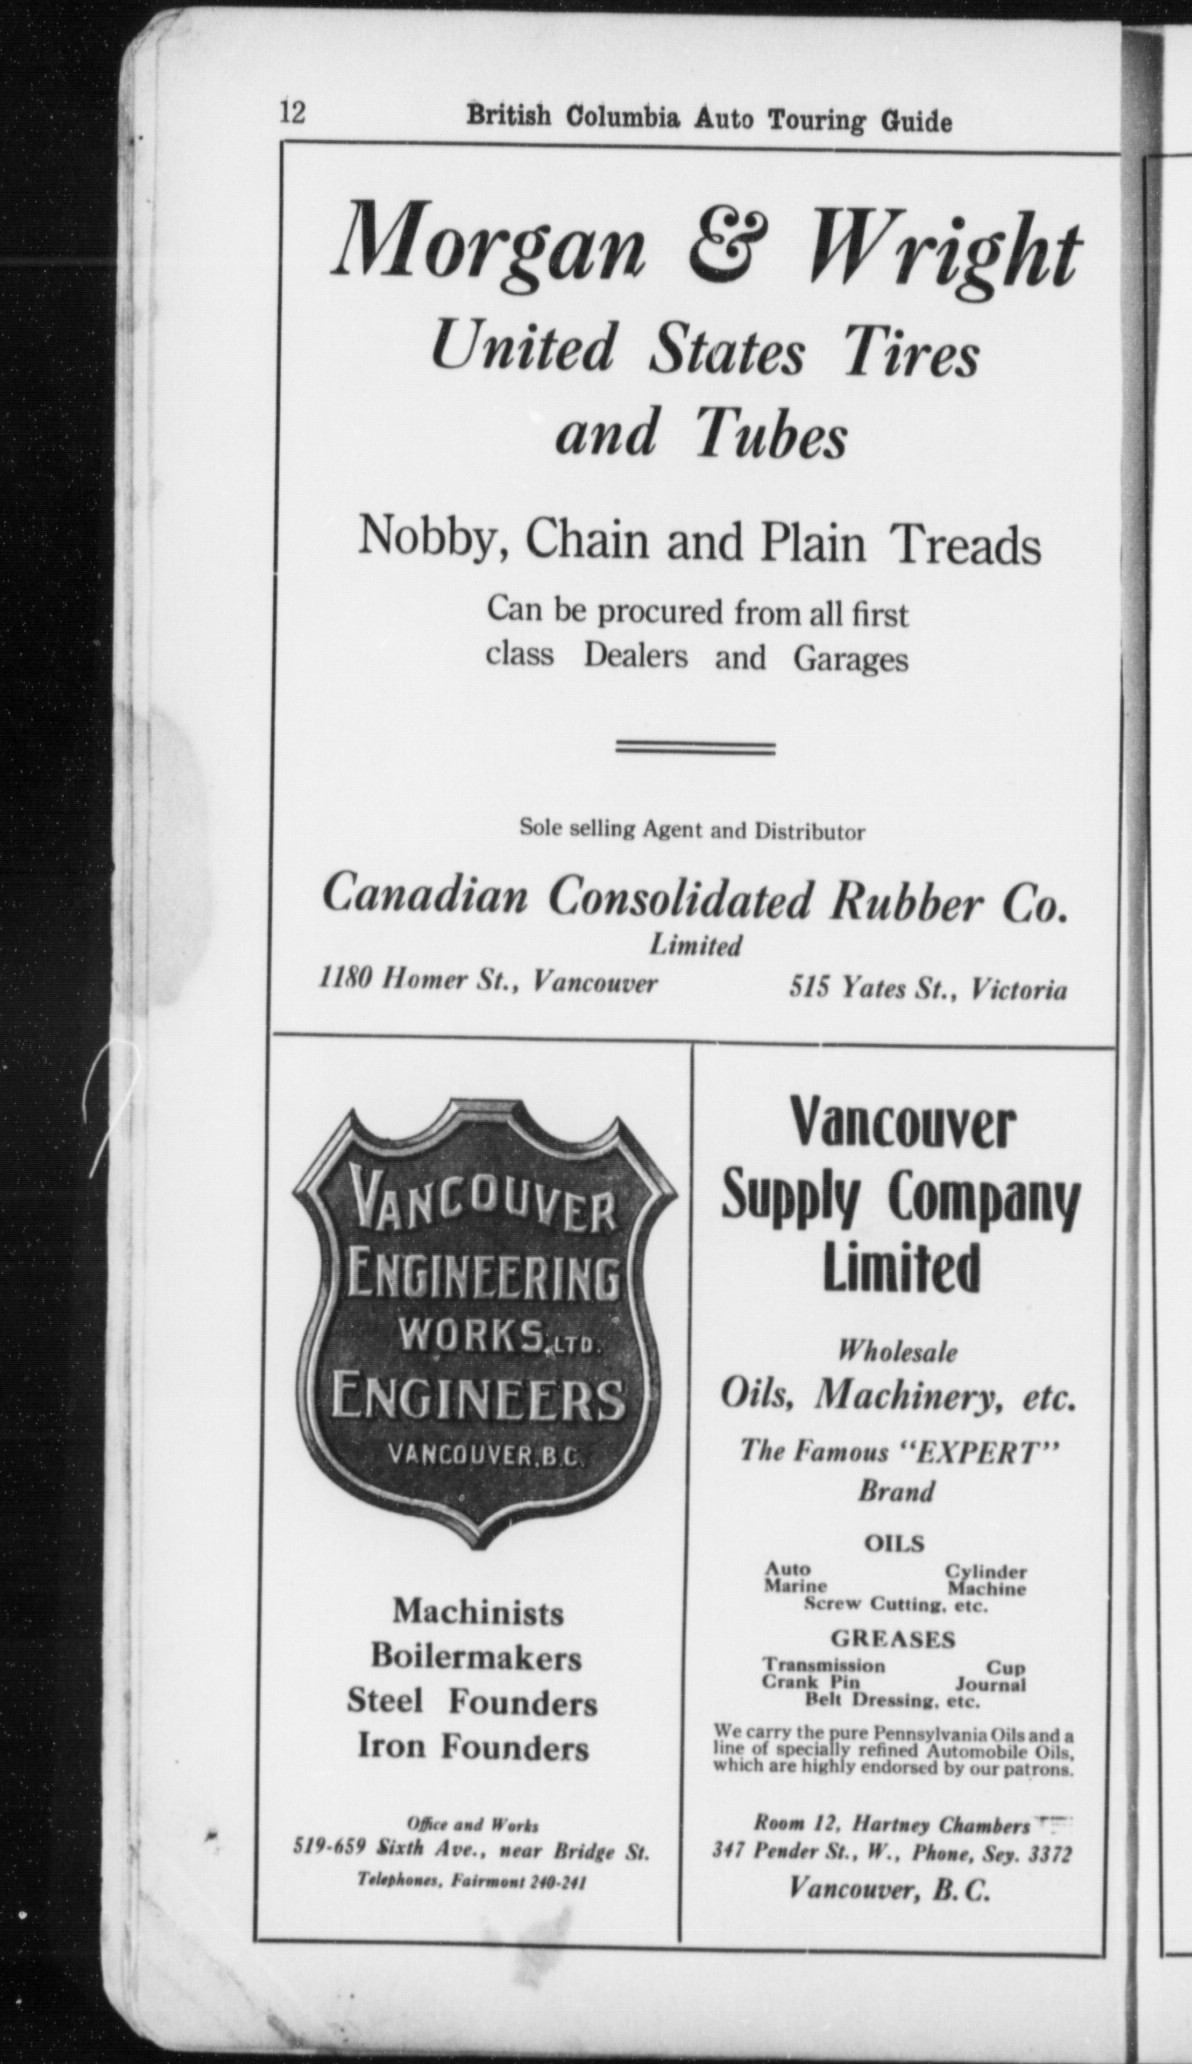 12
British Columbia Auto Touring Guide
Morgan & Wright
United States Tires
and Tubes
Nobby, Chain and Plain Treads
Can be procured from all first
class Dealers and Garages
Sole selling Agent and Distributor
Canadian Consolidated Rubber Co.
Limited
1180 Homer St., Vancouver
515 Yates St., Victoria
VANCOUVER
ENGINEERING
WORKS, LTD.
ENGINEERS
VANCOUVER, B.C.
Machinists
Boilermakers
Steel Founders
Iron Founders
Office and Works
519-659 Sixth Ave., near Bridge St.
Telephones, Fairmont 240-241
Vancouver
Supply Company
Limited
Wholesale
Oils, Machinery, etc.
The Famous "EXPERT"
Brand
OILS
Auto Cylinder
Marine Machine
Screw Cutting, etc.
GREASES
Transmission Cup
Crank Pin Journal
Belt Dressing, etc.
We carry the pure Pennsylvania Oils and a
line of specially refined Automobile Oils,
which are highly endorsed by our patrons.
Room 12, Hartney Chambers
347 Pender St., W., Phone, Sey. 3372
Vancouver, B. C.